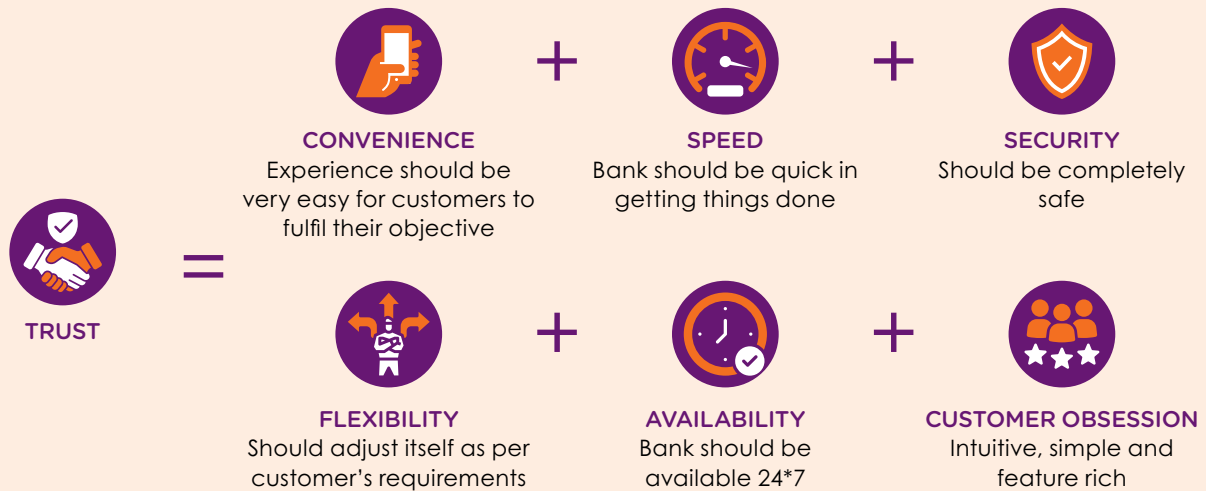 CONVENIENCE
Experience should be
very easy for customers to
fulfil their objective
+
SPEED
Bank should be quick in
getting things done
+
SECURITY
Should be completely
safe
TRUST
=
FLEXIBILITY
Should adjust itself as per
customer’s requirements
+
AVAILABILITY
Bank should be
available 24*7
+
CUSTOMER OBSESSION
Intuitive, simple and
feature rich